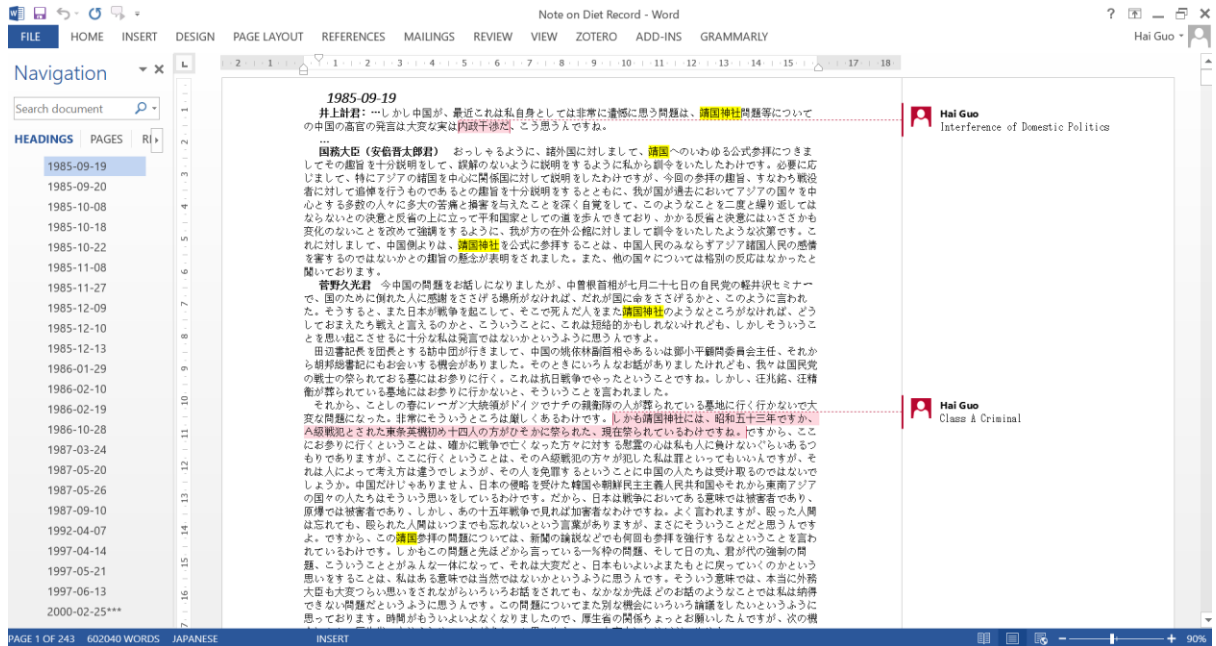 Note on Diet Record - Word
FILE HOME INSERT DESIGN PAGE LAYOUT REFERENCES MAILINGS REVIEW VIEW ZOTERO ADD-INS GRAMMARLY Hai Guo
Navigation
Search document
HEADINGS PAGES
1985-09-19
1985-09-20
1985-10-08
1985-10-18
1985-10-22
1985-11-08
1985-11-27
1985-12-09
1985-12-10
1985-12-13
1986-01-29
1986-02-10
1986-02-19
1986-10-28
1987-03-24
1987-05-20
1987-05-26
1987-09-10
1992-04-07
1997-04-14
1997-05-21
1997-06-13
2000-02-25***
1985-09-19
井上計君：…しかし中国が、最近これは私自身としては非常に遺憾に思う問題は、靖国神社問題等について
の中国の高官の発言は大変な実は内政干渉だ、こう思うんですね。
…
国務大臣（安倍晋太郎君） おっしゃるように、諸外国に対しまして、靖国へのいわゆる公式参拝につきま
してその趣旨を十分説明をして、誤解のないように説明をするように私から訓令をいたしたわけです。必要に応
じまして、特にアジアの諸国を中心に関係国に対して説明をしたわけですが、今回の参拝の趣旨、すなわち戦没
者に対して追悼を行うものであるとの趣旨を十分説明をするとともに、我が国が過去においてアジアの国々を中
心とする多数の人々に多大の苦痛と損害を与えたことを深く自覚をして、このようなことを二度と繰り返しては
ならないとの決意と反省の上に立って平和国家としての道を歩んできており、かかる反省と決意にはいささかも
変化のないことを改めて強調をするように、我が方の在外公館に対しまして訓令をいたしたような次第です。こ
れに対しまして、中国側よりは、靖国神社を公式に参拝することは、中国人民のみならずアジア諸国人民の感情
を害するのではないかとの趣旨の懸念が表明をされました。また、他の国々については格別の反応はなかったと
聞いております。
菅野久光君 今中国の問題をお話しになりましたが、中曽根首相が七月二十七日の自民党の軽井沢セミナー
で、国のために倒れた人に感謝をささげる場所がなければ、だれが国に命をささげるかと、このように言われ
た。そうすると、また日本が戦争を起こして、そこで死んだ人をまた靖国神社のようなところがなければ、どう
しておまえたち戦えと言えるのかと、こういうことに、これは短絡的かもしれないけれども、しかしそういうこ
とを思い起こさせるに十分な私は発言ではないかというふうに思うんですよ。
田辺書記長を団長とする訪中団が行きまして、中国の姚依林副首相やあるいは鄧小平顧問委員会主任、それか
ら胡邦総書記にもお会いする機会がありました。そのときにいろんなお話がありましたけれども、我々は国民党
の戦士の祭られておる墓にはお参りに行く。これは抗日戦争でやったということですね。しかし、汪兆銘、汪精
衛が葬られている墓地にはお参りに行かないと、そういうことを言われました。
それから、ことしの春にレーガン大統領がドイツでナチの親衛隊の人が葬られている墓地に行く行かないで大
変な問題になった。非常にそういうところは厳しくあるわけです。しかも靖国神社には、昭和五十三年ですか、
A級戦犯とされた東条英機初め十四人の方がひそかに祭られた、現在祭られているわけですね。ですから、ここ
にお参りに行くということは、確かに戦争で亡くなった方々に対する慰霊の心は私も人に負けないぐらいあるつ
もりでありますが、ここに行くということは、そのA級戦犯の方々が犯した私は罪といってもいいんですが、そ
れは人によって考え方は違うでしょうが、その人を免罪するということに中国の人たちは受け取るのではないで
しょうか。中国だけじゃありません、日本の侵略を受けた韓国や朝鮮民主主義人民共和国やそれから東南アジア
の国々の人たちはそういう思いをしているわけです。だから、日本は戦争においてある意味では被害者であり、
原爆では被害者であり、しかし、あの十五年戦争で見れば加害者なわけですね。よく言われますが、殴った人間
は忘れても、殴られた人間はいつまでも忘れないという言葉がありますが、まさにそういうことだと思うんです
よ。ですから、この靖国参拝の問題については、新聞の論説などでも何回も参拝を強行するなということを言わ
れているわけです。しかもこの問題と先ほどから言っている一％枠の問題、そして日の丸、君が代の強制の問
題、こういうこととがみんな一体になって、それは大変だと、日本もいよいよまたもとに戻っていくのかという
思いをすることは、私はある意味では当然ではないかというふうに思うんです。そういう意味では、本当に外務
大臣も大変つらい思いをされながらいろいろお話をされても、なかなか先ほどのお話のようなことでは私は納得
できない問題だというふうに思うんです。この問題についてまた別な機会にいろいろ論議をしたいというふうに
思っております。時間がもういよいよなくなりましたので、厚生省の関係ちょっとお願いしたんですが、次の機
Hai Guo
Interference of Domestic Politics
Hai Guo
Class A Criminal
PAGE 1 OF 243 602040 WORDS JAPANESE INSERT 90%